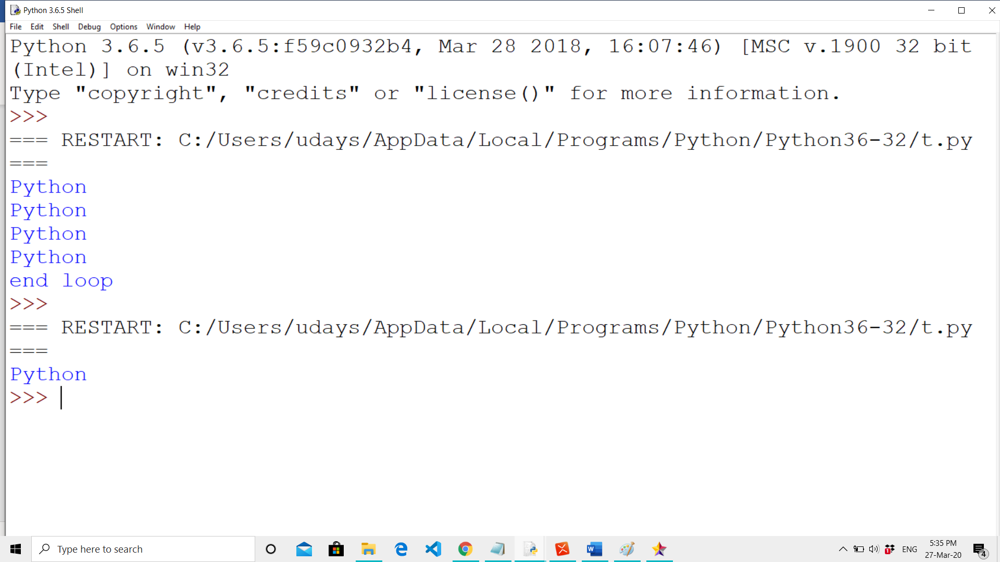 Python 3.6.5 Shell
File Edit Shell Debug Options Window Help
Python 3.6.5 (v3.6.5:f59c0932b4, Mar 28 2018, 16:07:46) [MSC v.1900 32 bit
(Intel)] on win32
Type "copyright", "credits" or "license()" for more information.
>>>
=== RESTART: C:/Users/udays/AppData/Local/Programs/Python/Python36-32/t.py
===
Python
Python
Python
Python
end loop
>>>
=== RESTART: C:/Users/udays/AppData/Local/Programs/Python/Python36-32/t.py
===
Python
>>>
Type here to search
W
1
ENG
5:35 PM
27-Mar-20
4